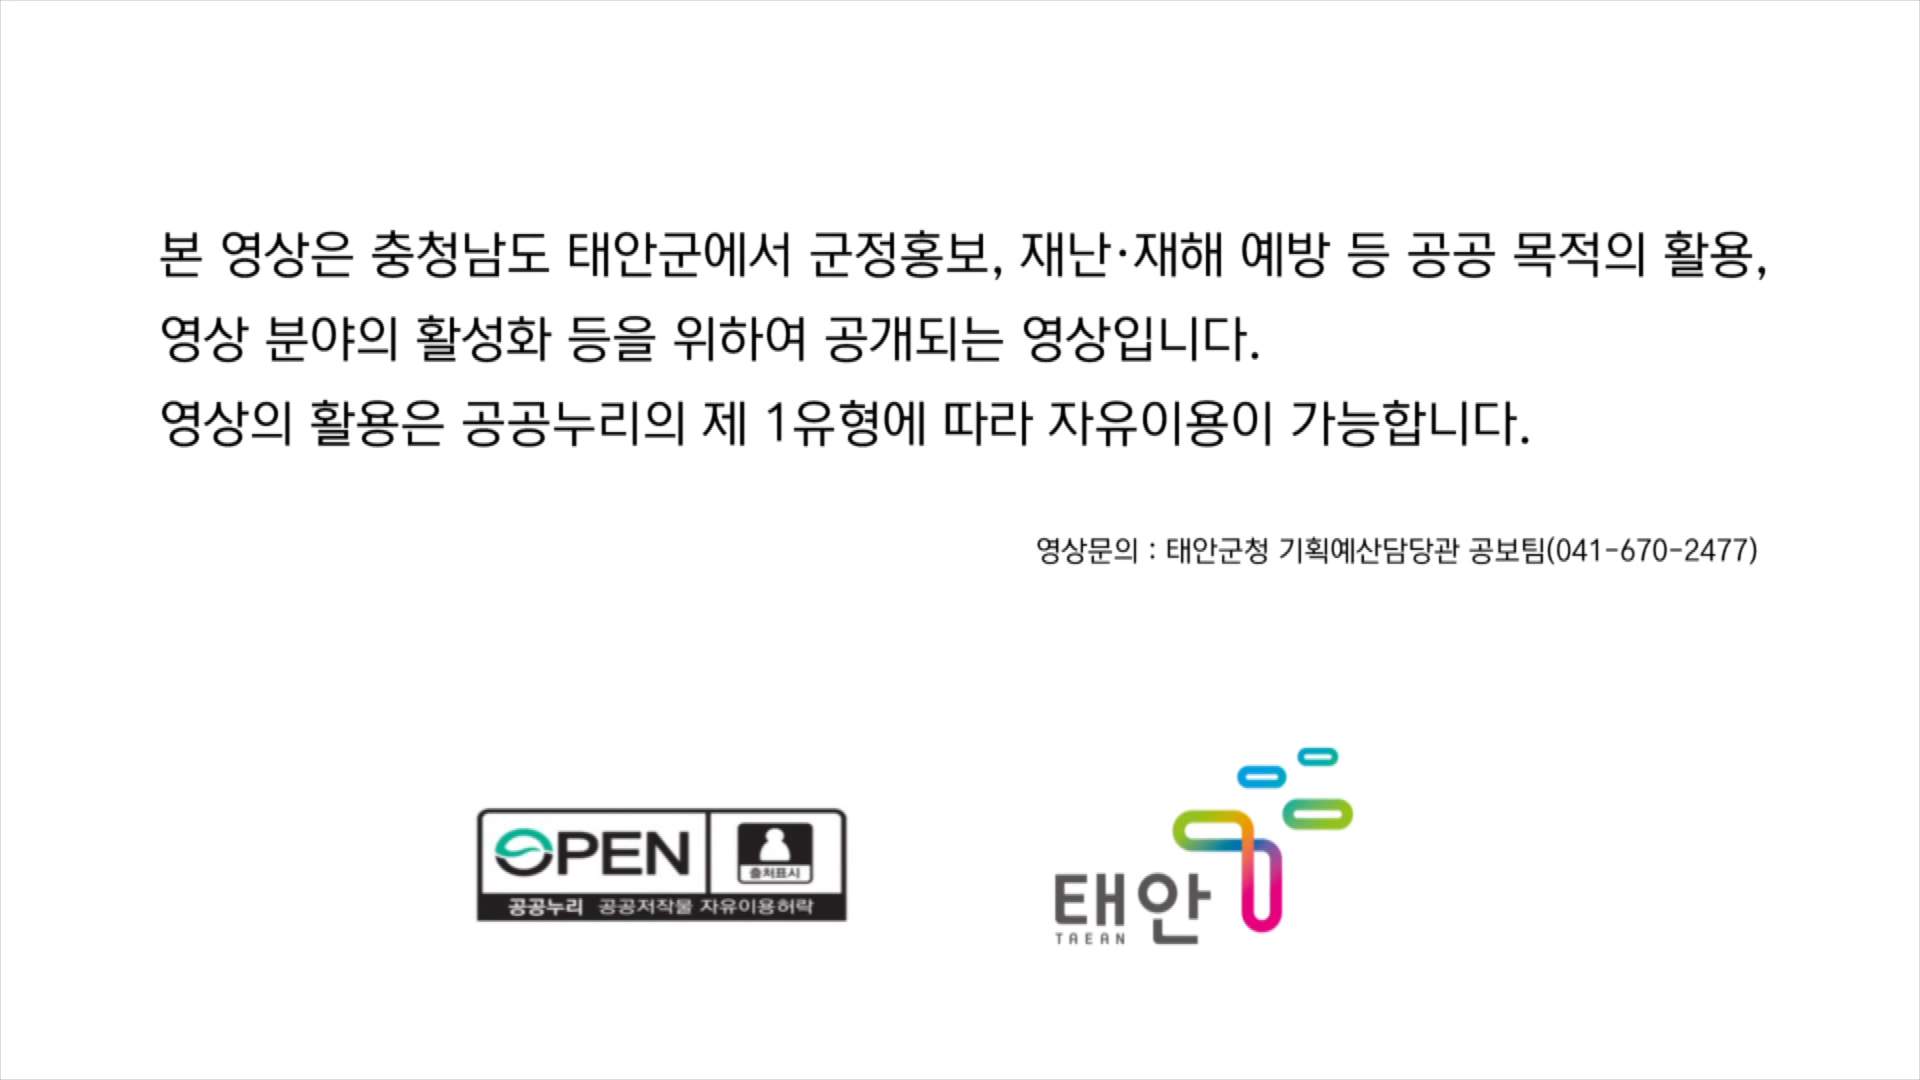 본 영상은 충청남도 태안군에서 군정홍보, 재난·재해 예방 등 공공 목적의 활용,
영상 분야의 활성화 등을 위하여 공개되는 영상입니다.
영상의 활용은 공공누리의 제 1유형에 따라 자유이용이 가능합니다.
영상문의 : 태안군청 기획예산담당관 공보팀(041-670-2477)
OPEN
출처표시
공공누리 공공저작물 자유이용허락
태안
TAEAN